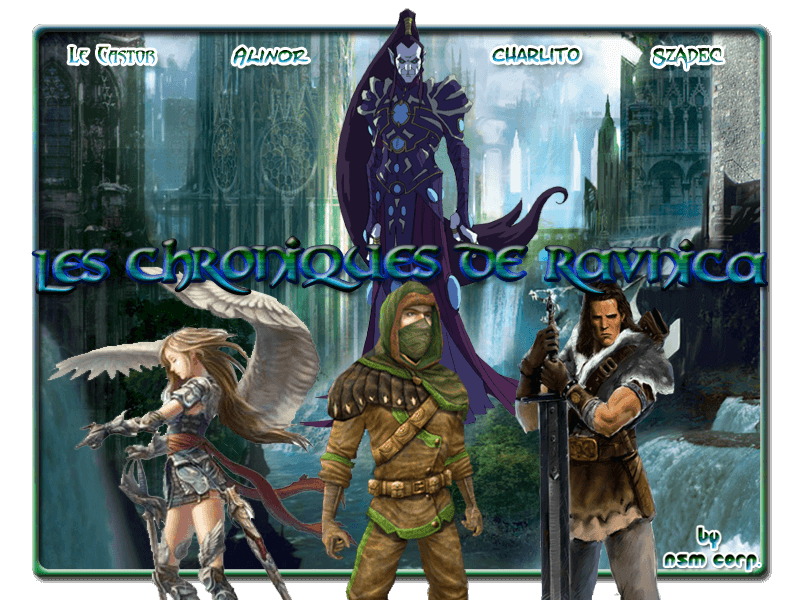 Le Castor
Alinor
Charlito
Szadec
Les Chroniques de Ravnica
by
nsm corp.